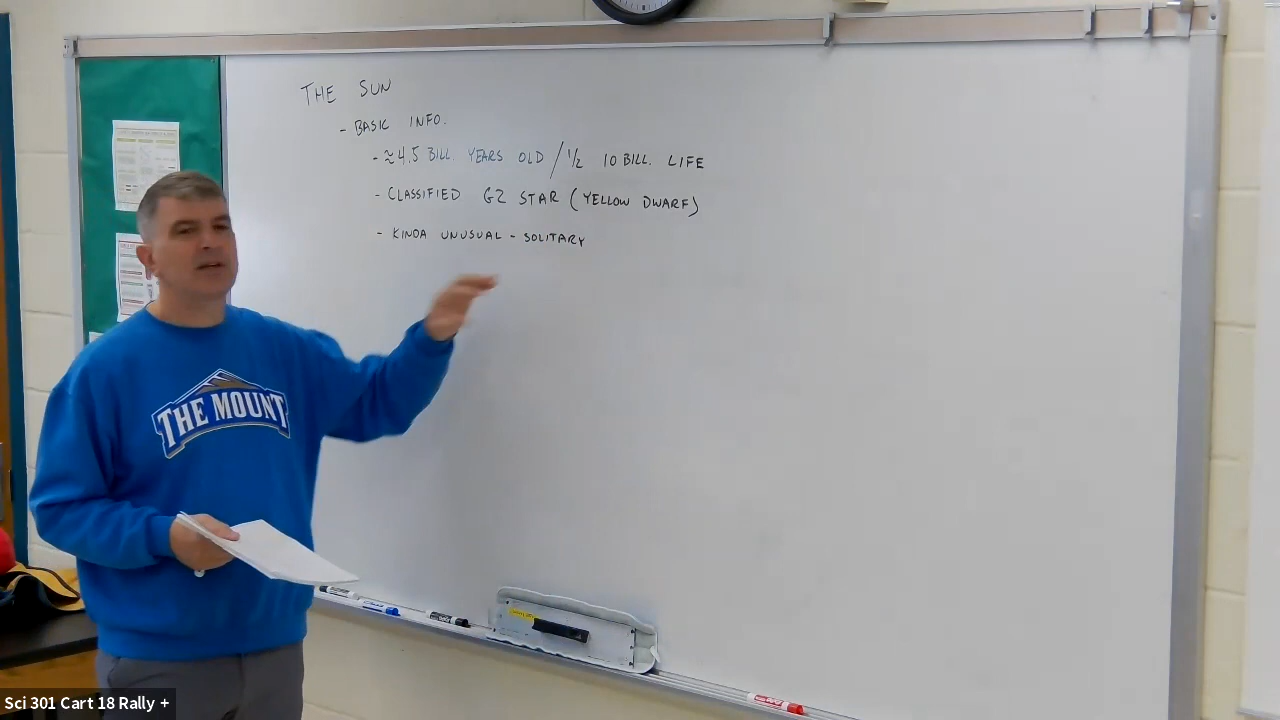 THE SUN
- BASIC INFO.
- ≈4.5 BILL YEARS OLD / 1/2 10 BILL. LIFE
- CLASSIFIED G2 STAR (YELLOW DWARF)
- KINDA UNUSUAL - SOLITARY
THE MOUNT
Sci 301 Cart 18 Rally +